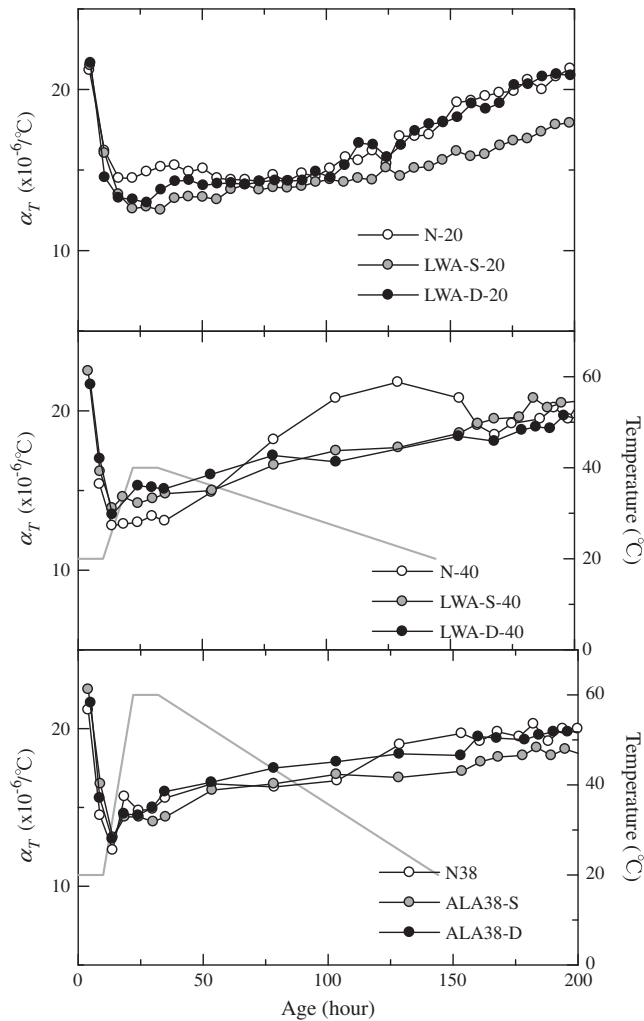 20
10
α_T (x10⁻⁶/°C)
N-20
LWA-S-20
LWA-D-20
20
10
α_T (x10⁻⁶/°C)
60
40
20
0
Temperature (°C)
N-40
LWA-S-40
LWA-D-40
20
10
α_T (x10⁻⁶/°C)
60
40
20
0
Temperature (°C)
N38
ALA38-S
ALA38-D
0 50 100 150 200
Age (hour)